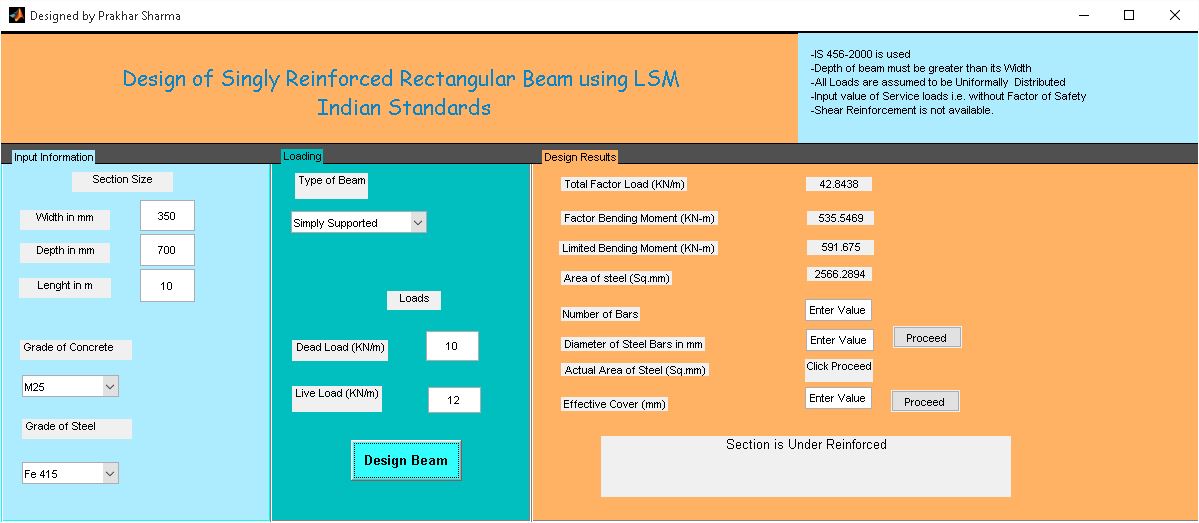 Designed by Prakhar Sharma
Design of Singly Reinforced Rectangular Beam using LSM
Indian Standards
-IS 456-2000 is used
-Depth of beam must be greater than its Width
-All Loads are assumed to be Uniformally Distributed
-Input value of Service loads i.e. without Factor of Safety
-Shear Reinforcement is not available.
Input Information
Section Size
Width in mm 350
Depth in mm 700
Lenght in m 10
Grade of Concrete
M25
Grade of Steel
Fe 415
Loading
Type of Beam
Simply Supported
Loads
Dead Load (KN/m) 10
Live Load (KN/m) 12
Design Beam
Design Results
Total Factor Load (KN/m) 42.8438
Factor Bending Moment (KN-m) 535.5469
Limited Bending Moment (KN-m) 591.675
Area of steel (Sq.mm) 2566.2894
Number of Bars Enter Value
Diameter of Steel Bars in mm Enter Value Proceed
Actual Area of Steel (Sq.mm) Click Proceed
Effective Cover (mm) Enter Value Proceed
Section is Under Reinforced